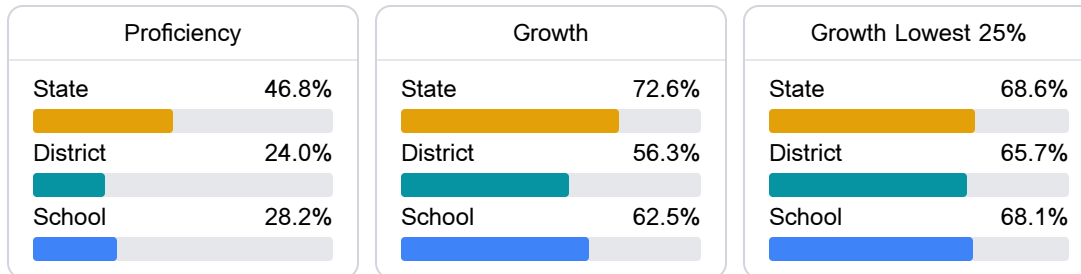 Proficiency
State 46.8%
District 24.0%
School 28.2%
Growth
State 72.6%
District 56.3%
School 62.5%
Growth Lowest 25%
State 68.6%
District 65.7%
School 68.1%